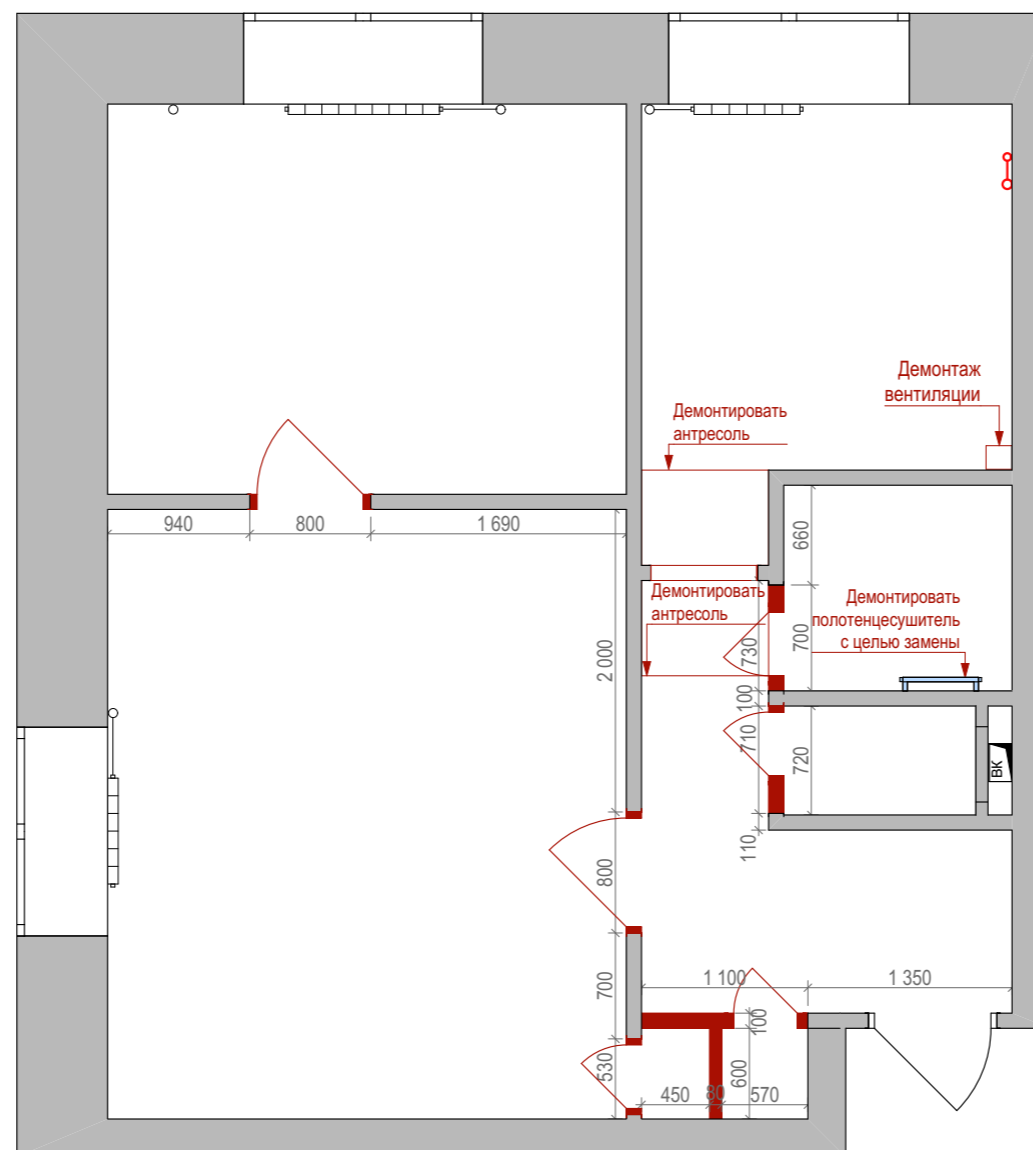 Демонтаж
вентиляции
Демонтировать
антресоль
940
800
1 690
660
Демонтировать
антресоль
Демонтировать
полотенцесушитель
с целью замены
2 000
730
700
100
710
720
ВК
110
800
700
1 100
1 350
100
530
600
450
80
570